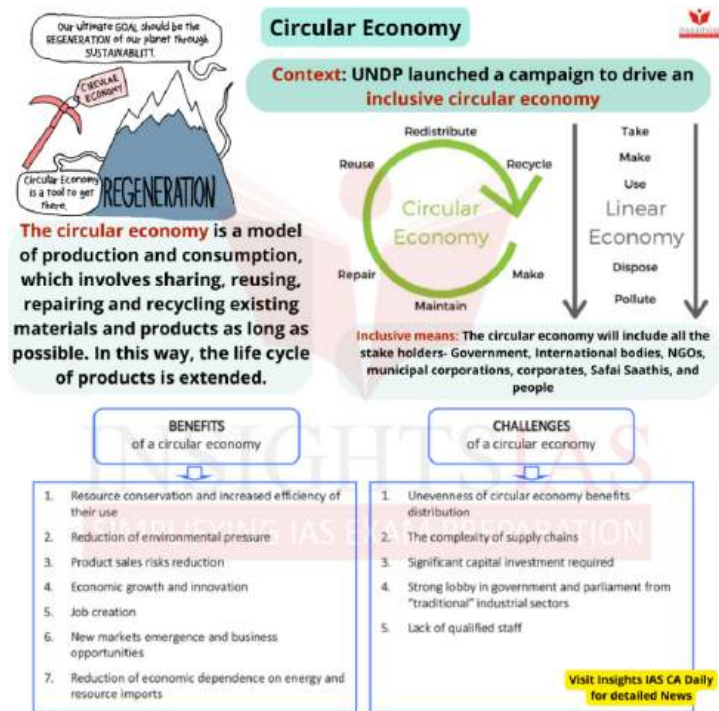 Our ultimate GOAL should be the
REGENERATION of our planet through
SUSTAINABILITY.
CIRCULAR
ECONOMY
Circular Economy
is a tool to get
there.
REGENERATION
Circular Economy
Context: UNDP launched a campaign to drive an
inclusive circular economy
The circular economy is a model
of production and consumption,
which involves sharing, reusing,
repairing and recycling existing
materials and products as long as
possible. In this way, the life cycle
of products is extended.
Redistribute
Reuse
Recycle
Circular
Economy
Repair
Make
Maintain
Take
Make
Use
Linear
Economy
Dispose
Pollute
Inclusive means: The circular economy will include all the
stake holders- Government, International bodies, NGOs,
municipal corporations, corporates, Safai Saathis, and
people
BENEFITS
of a circular economy
1. Resource conservation and increased efficiency of
their use
2. Reduction of environmental pressure
3. Product sales risks reduction
4. Economic growth and innovation
5. Job creation
6. New markets emergence and business
opportunities
7. Reduction of economic dependence on energy and
resource imports
CHALLENGES
of a circular economy
1. Unevenness of circular economy benefits
distribution
2. The complexity of supply chains
3. Significant capital investment required
4. Strong lobby in government and parliament from
"traditional" industrial sectors
5. Lack of qualified staff
INSIGHTSIAS
SIMPLIFYING IAS EXAM PREPARATION
Visit Insights IAS CA Daily
for detailed News